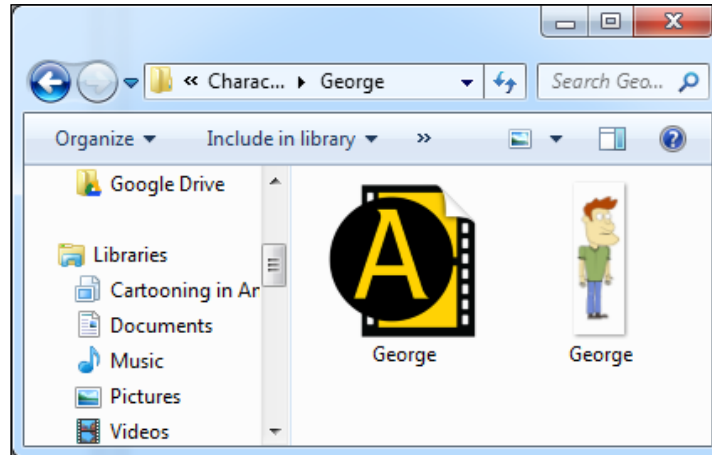 « Charac... ▸ George
Search Geo...
Organize ▾ Include in library ▾ »
Google Drive
Libraries
Cartooning in Ar
Documents
Music
Pictures
Videos
A
George George